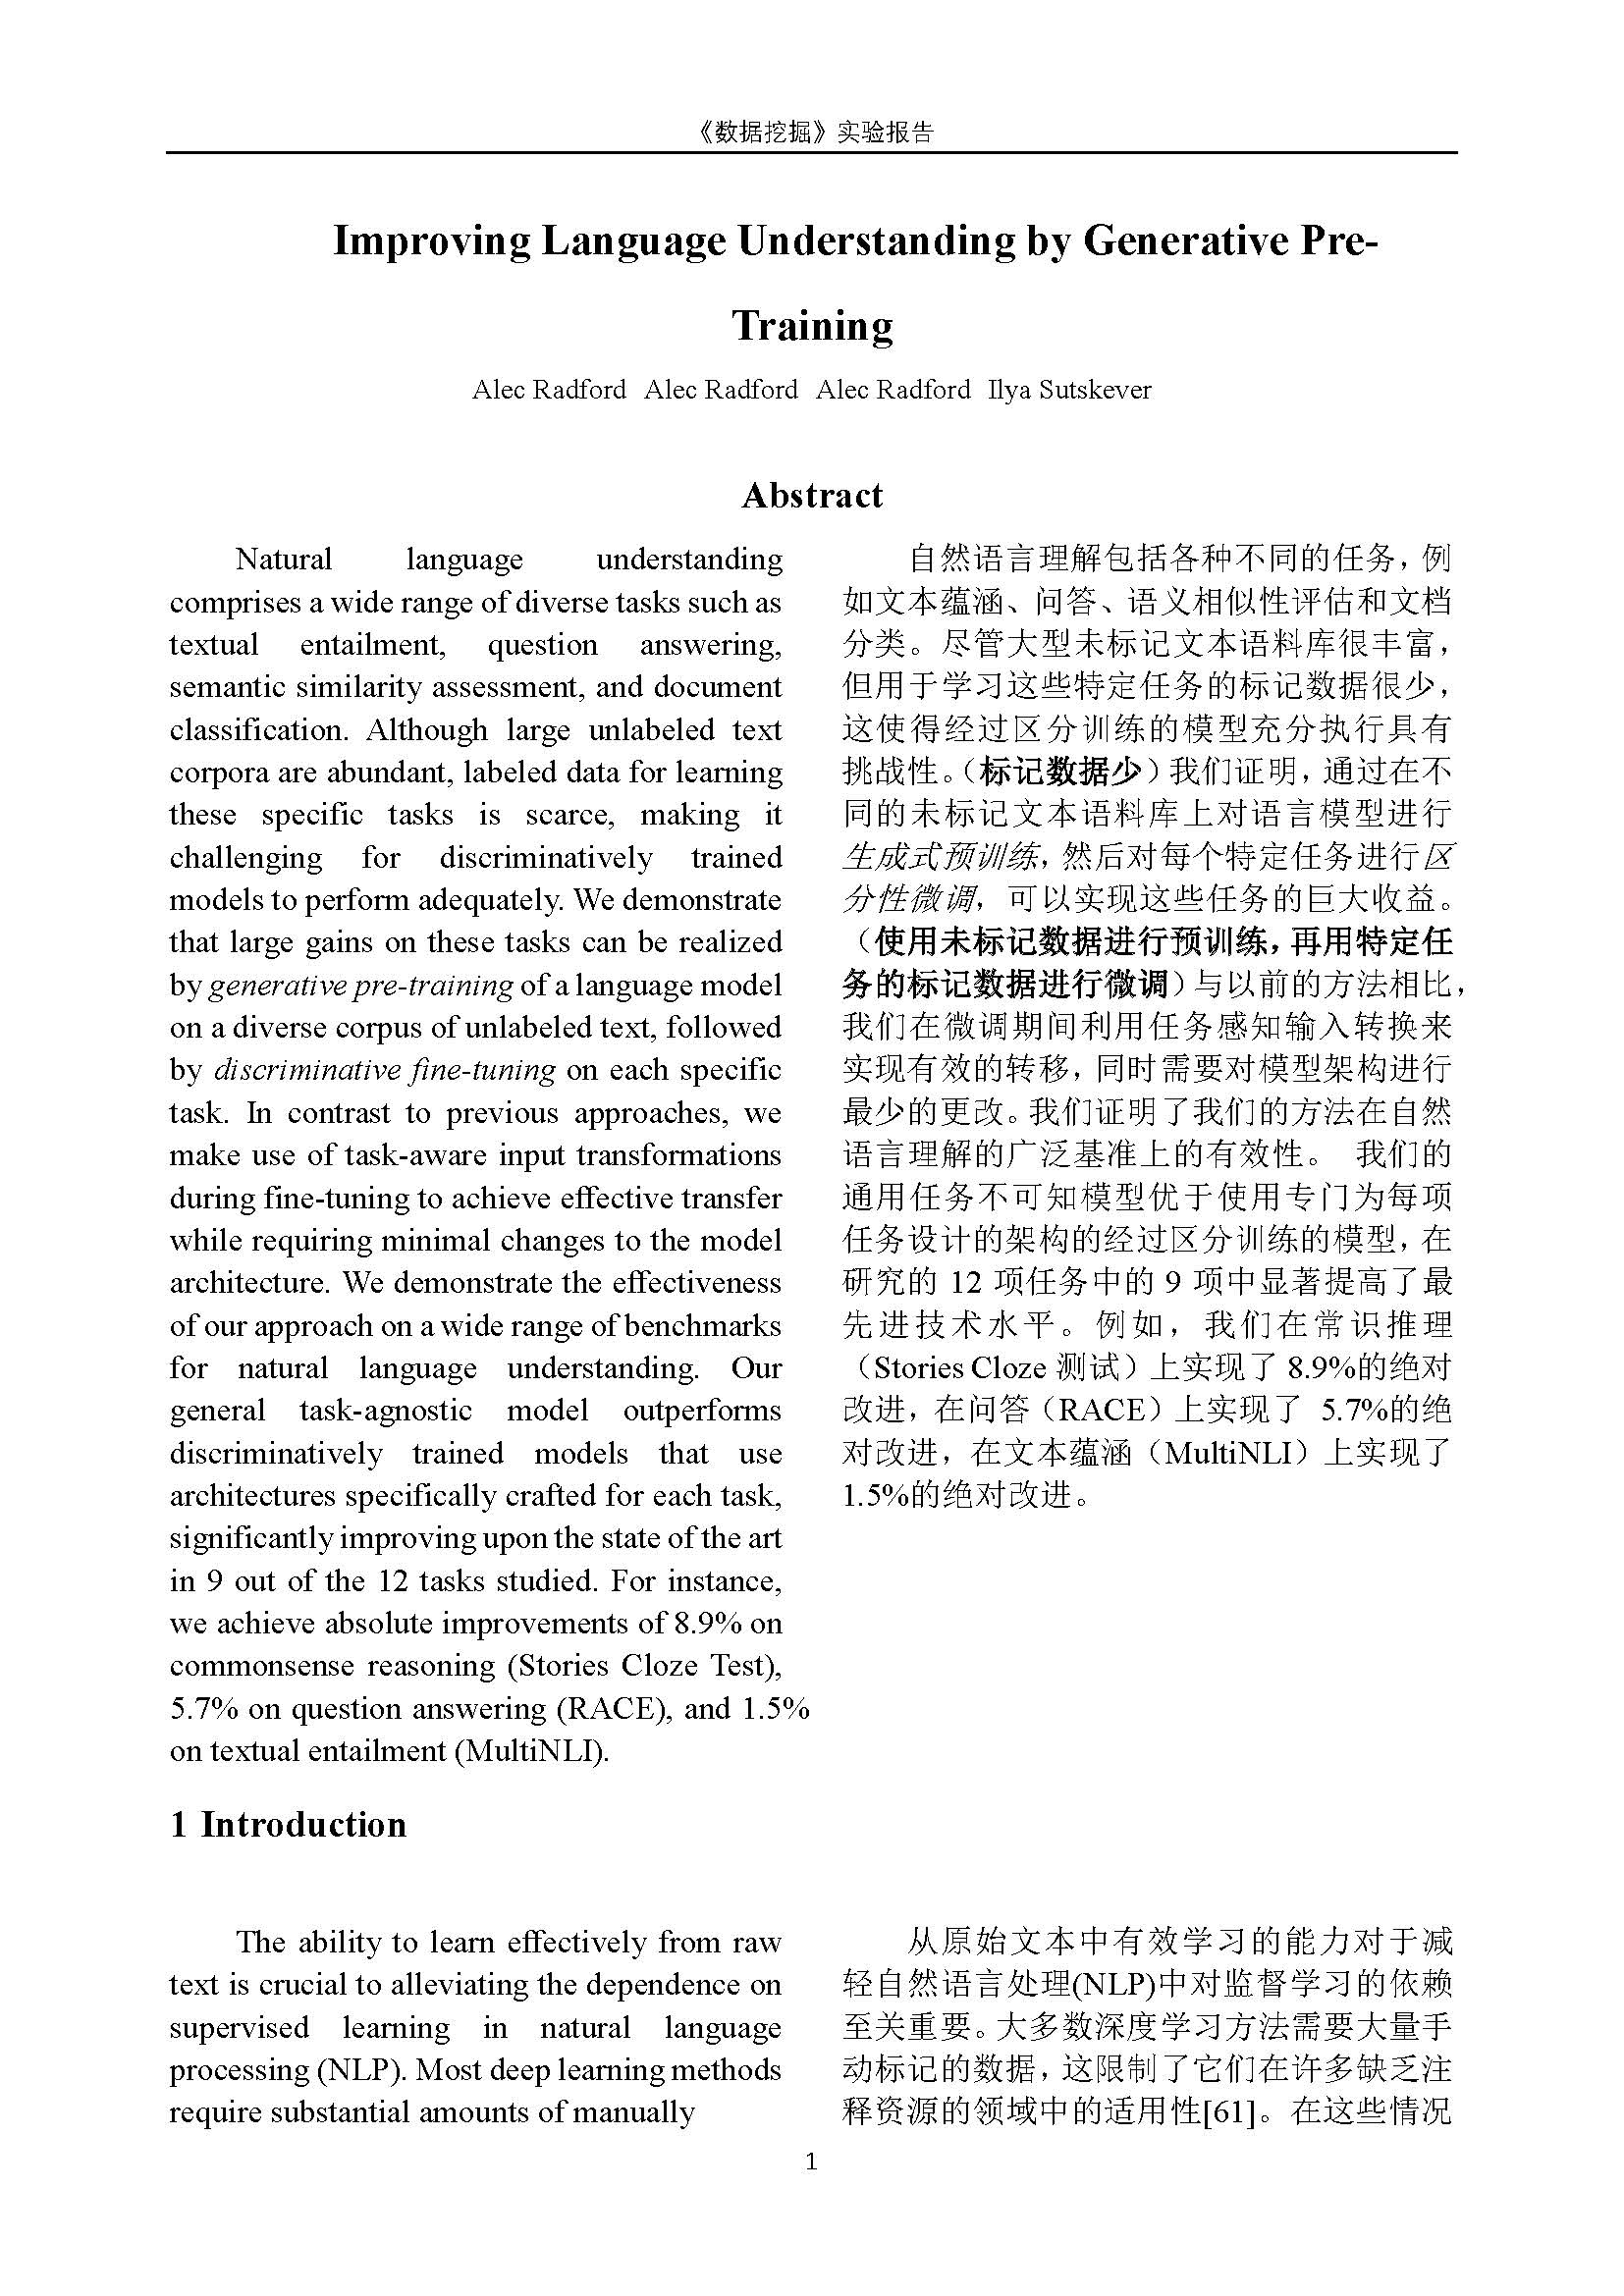 《数据挖掘》实验报告
Improving Language Understanding by Generative Pre-
Training
Alec Radford Alec Radford Alec Radford Ilya Sutskever
Abstract
Natural language understanding
comprises a wide range of diverse tasks such as
textual entailment, question answering,
semantic similarity assessment, and document
classification. Although large unlabeled text
corpora are abundant, labeled data for learning
these specific tasks is scarce, making it
challenging for discriminatively trained
models to perform adequately. We demonstrate
that large gains on these tasks can be realized
by generative pre-training of a language model
on a diverse corpus of unlabeled text, followed
by discriminative fine-tuning on each specific
task. In contrast to previous approaches, we
make use of task-aware input transformations
during fine-tuning to achieve effective transfer
while requiring minimal changes to the model
architecture. We demonstrate the effectiveness
of our approach on a wide range of benchmarks
for natural language understanding. Our
general task-agnostic model outperforms
discriminatively trained models that use
architectures specifically crafted for each task,
significantly improving upon the state of the art
in 9 out of the 12 tasks studied. For instance,
we achieve absolute improvements of 8.9% on
commonsense reasoning (Stories Cloze Test),
5.7% on question answering (RACE), and 1.5%
on textual entailment (MultiNLI).
自然语言理解包括各种不同的任务，例
如文本蕴涵、问答、语义相似性评估和文档
分类。尽管大型未标记文本语料库很丰富，
但用于学习这些特定任务的标记数据很少，
这使得经过区分训练的模型充分执行具有
挑战性。（标记数据少）我们证明，通过在不
同的未标记文本语料库上对语言模型进行
生成式预训练，然后对每个特定任务进行区
分性微调，可以实现这些任务的巨大收益。
（使用未标记数据进行预训练，再用特定任
务的标记数据进行微调）与以前的方法相比，
我们在微调期间利用任务感知输入转换来
实现有效的转移，同时需要对模型架构进行
最少的更改。我们证明了我们的方法在自然
语言理解的广泛基准上的有效性。 我们的
通用任务不可知模型优于使用专门为每项
任务设计的架构的经过区分训练的模型，在
研究的 12 项任务中的 9 项中显著提高了最
先进技术水平。例如，我们在常识推理
（Stories Cloze 测试）上实现了 8.9%的绝对
改进，在问答（RACE）上实现了 5.7%的绝
对改进，在文本蕴涵（MultiNLI）上实现了
1.5%的绝对改进。
1 Introduction
The ability to learn effectively from raw
text is crucial to alleviating the dependence on
supervised learning in natural language
processing (NLP). Most deep learning methods
require substantial amounts of manually
从原始文本中有效学习的能力对于减
轻自然语言处理(NLP)中对监督学习的依赖
至关重要。大多数深度学习方法需要大量手
动标记的数据，这限制了它们在许多缺乏注
释资源的领域中的适用性[61]。在这些情况
1